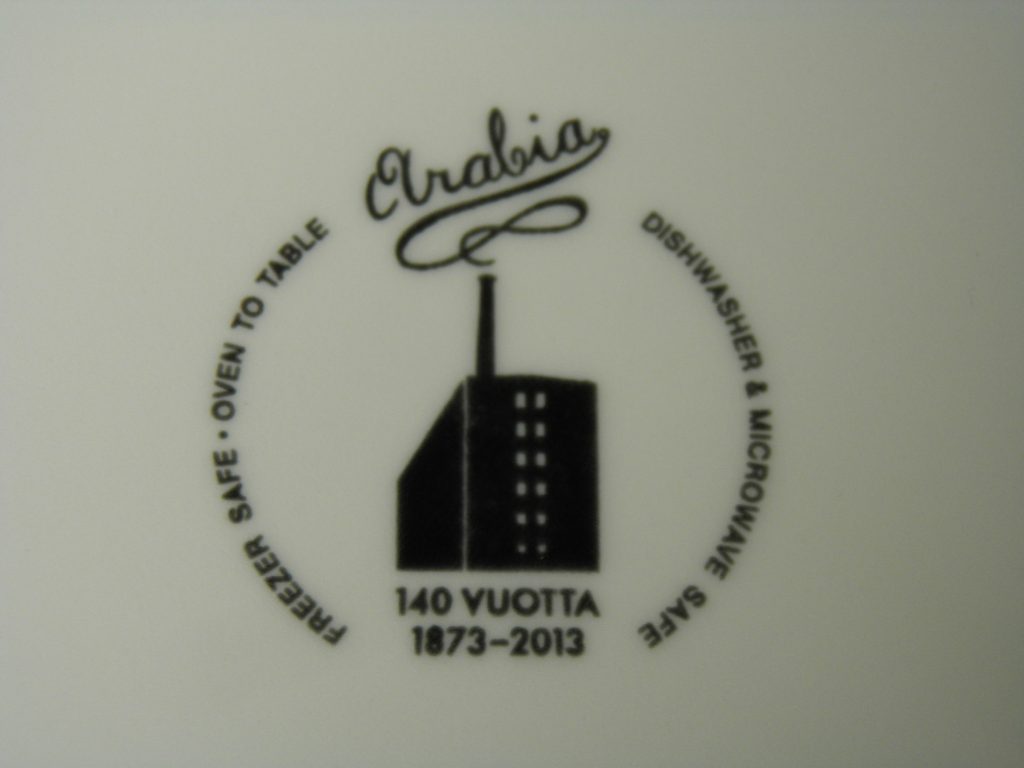 Arabia
FREEZER SAFE • OVEN TO TABLE
DISHWASHER & MICROWAVE SAFE
140 VUOTTA
1873–2013